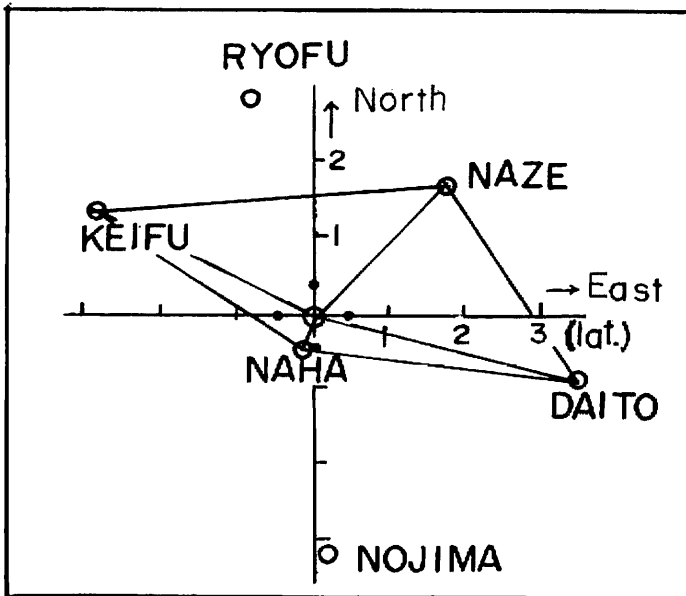 RYOFU
↑ North
2
NAZE
KEIFU
1
→ East
1 2 3 (lat.)
NAHA
DAITO
NOJIMA